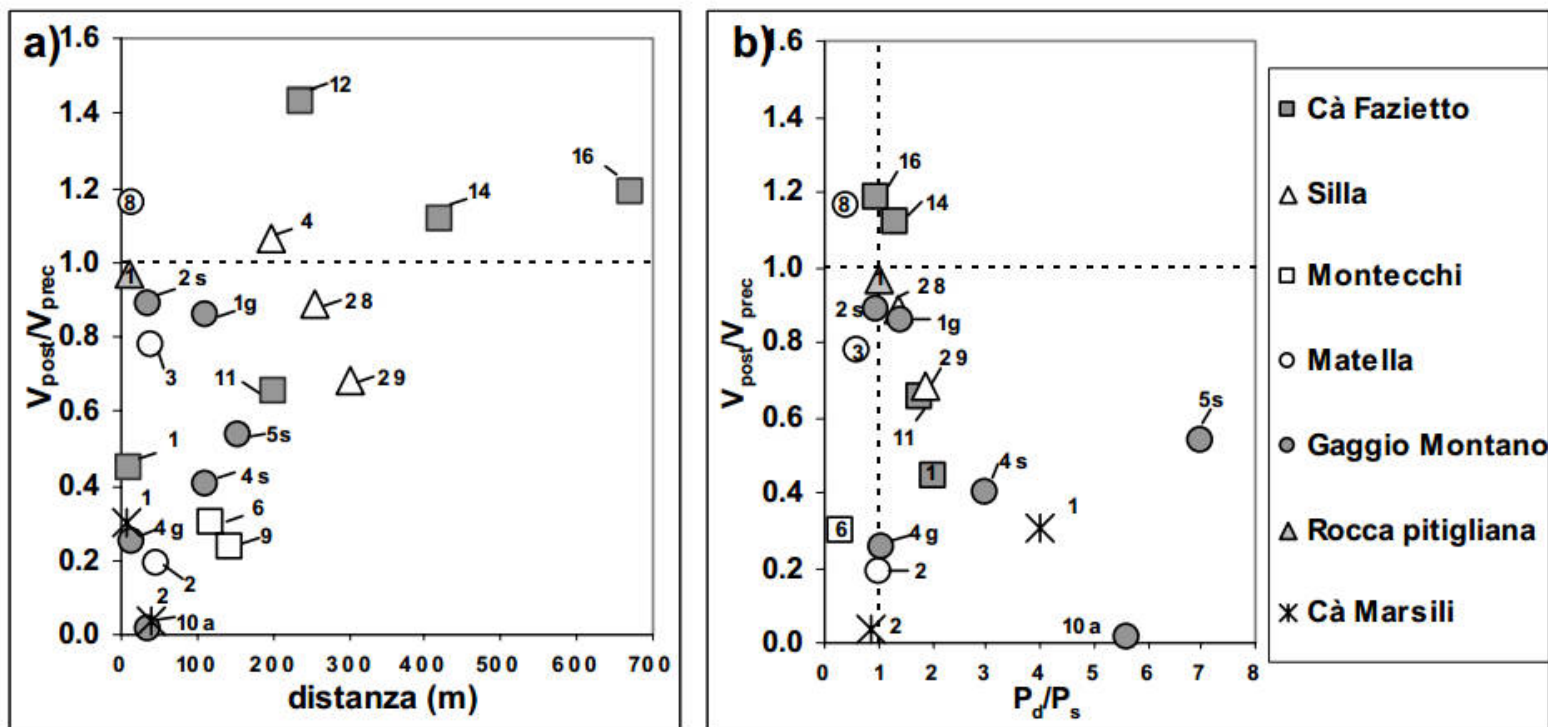 a)
1.6
1.4
1.2
1.0
0.8
0.6
0.4
0.2
0.0
Vpost/Vprec
12
16
14
8
4
1
2 s
1g
28
3
11
29
5s
1
4 s
1
6
4 g
9
2
2
10 a
0 100 200 300 400 500 600 700
distanza (m)
b)
1.6
1.4
1.2
1.0
0.8
0.6
0.4
0.2
0.0
Vpost/Vprec
16
8
14
1
28
2 s
1g
3
29
11
5s
1
4 s
1
6
4 g
2
2
10 a
0 1 2 3 4 5 6 7 8
Pd/Ps
Cà Fazietto
Silla
Montecchi
Matella
Gaggio Montano
Rocca pitigliana
Cà Marsili